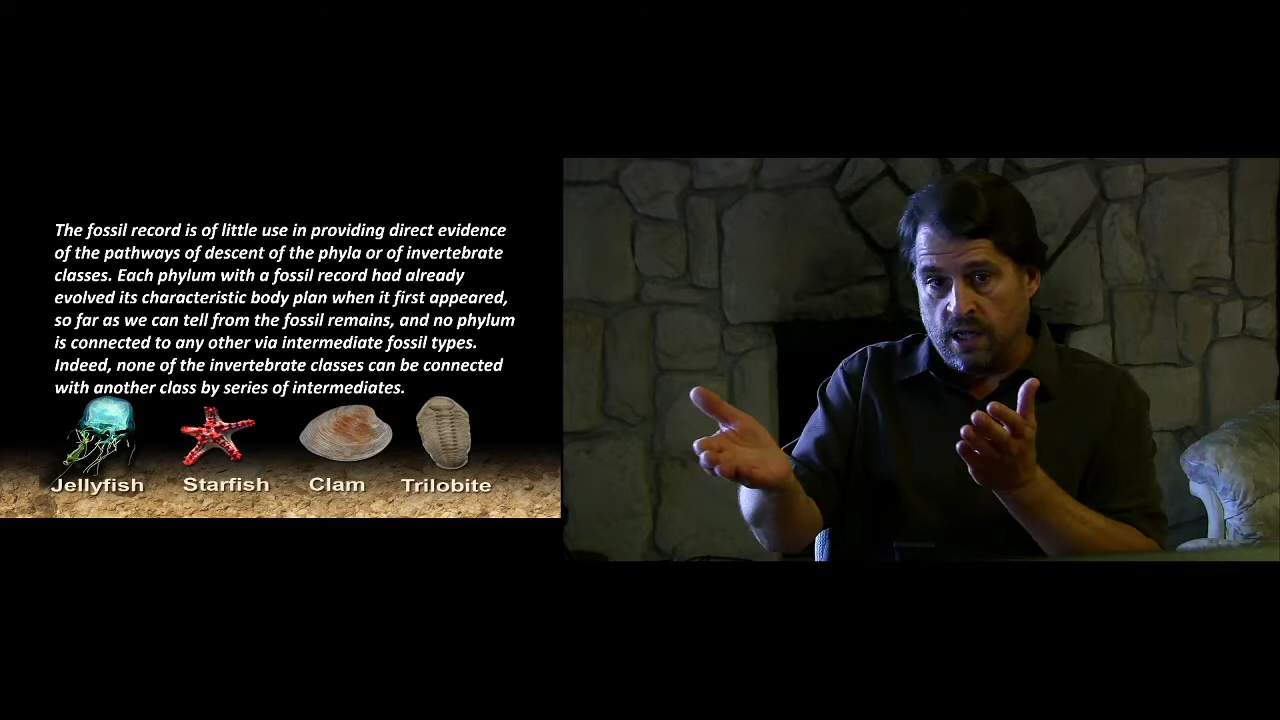 The fossil record is of little use in providing direct evidence
of the pathways of descent of the phyla or of invertebrate
classes. Each phylum with a fossil record had already
evolved its characteristic body plan when it first appeared,
so far as we can tell from the fossil remains, and no phylum
is connected to any other via intermediate fossil types.
Indeed, none of the invertebrate classes can be connected
with another class by series of intermediates.
Jellyfish Starfish Clam Trilobite